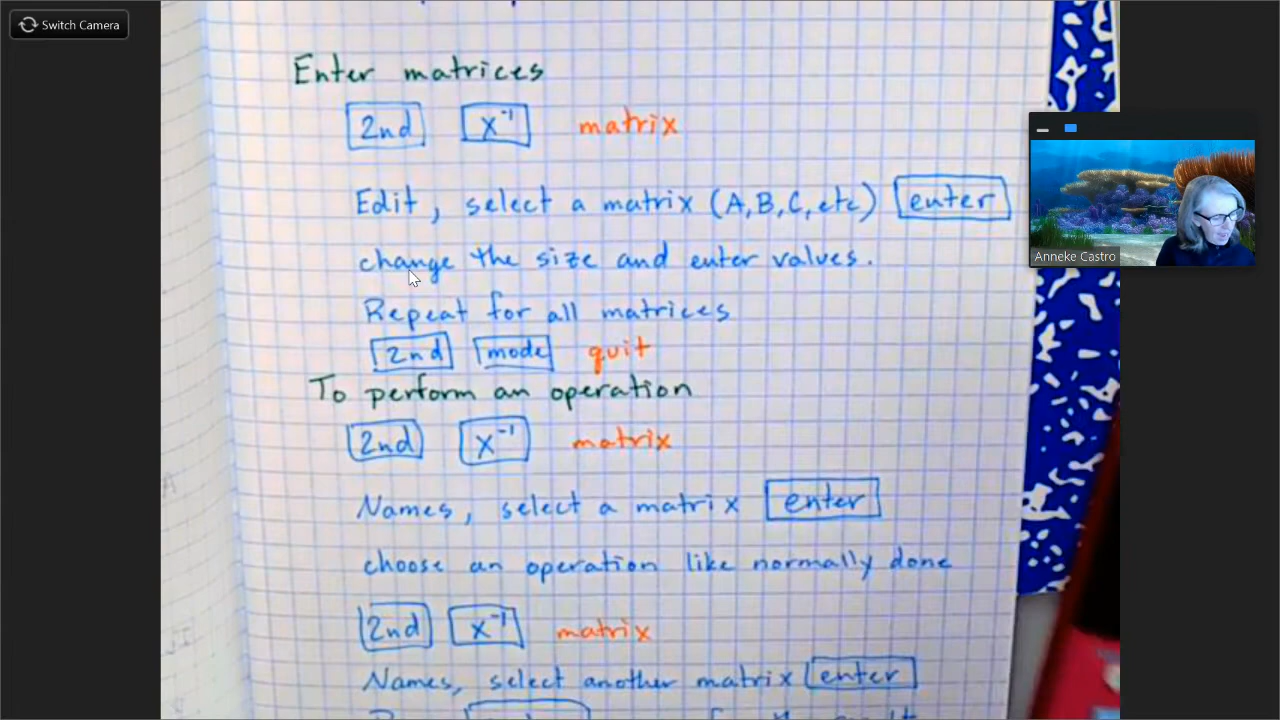 Switch Camera
Enter matrices
2nd x⁻¹ matrix
Edit, select a matrix (A,B,C,etc) enter
change the size and enter values.
Repeat for all matrices
2nd mode quit
To perform an operation
2nd x⁻¹ matrix
Names, select a matrix enter
choose an operation like normally done
2nd x⁻¹ matrix
Names, select another matrix enter
Anneke Castro